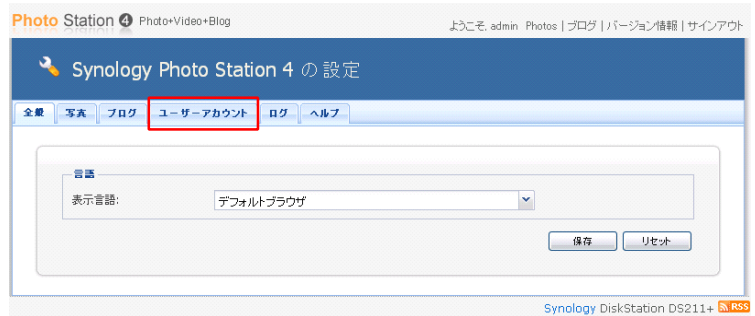 Photo Station 4 Photo+Video+Blog
ようこそ, admin Photos | ブログ | バージョン情報 | サインアウト
Synology Photo Station 4 の設定
全般 写真 ブログ ユーザーアカウント ログ ヘルプ
言語
表示言語: デフォルトブラウザ
保存 リセット
Synology DiskStation DS211+ RSS